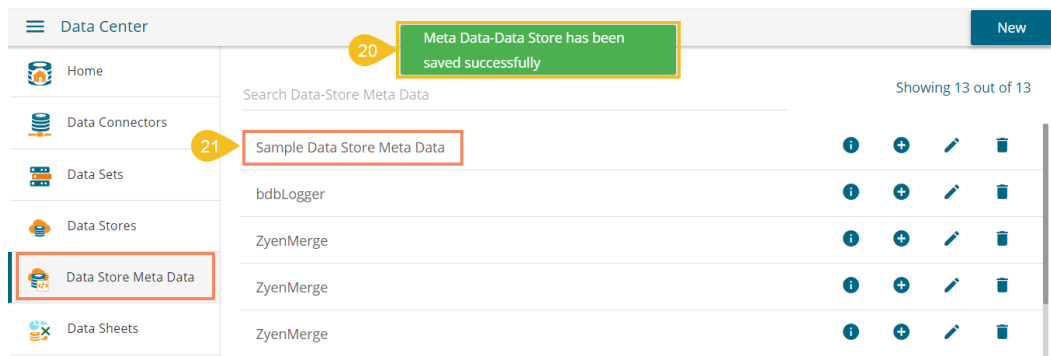 Data Center
New
20
Meta Data-Data Store has been
saved successfully
Home
Search Data-Store Meta Data
Showing 13 out of 13
Data Connectors
21
Sample Data Store Meta Data
Data Sets
bdbLogger
Data Stores
ZyenMerge
Data Store Meta Data
ZyenMerge
Data Sheets
ZyenMerge